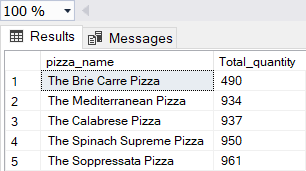 100 %
Results Messages
pizza_name Total_quantity
1 The Brie Carre Pizza 490
2 The Mediterranean Pizza 934
3 The Calabrese Pizza 937
4 The Spinach Supreme Pizza 950
5 The Soppressata Pizza 961